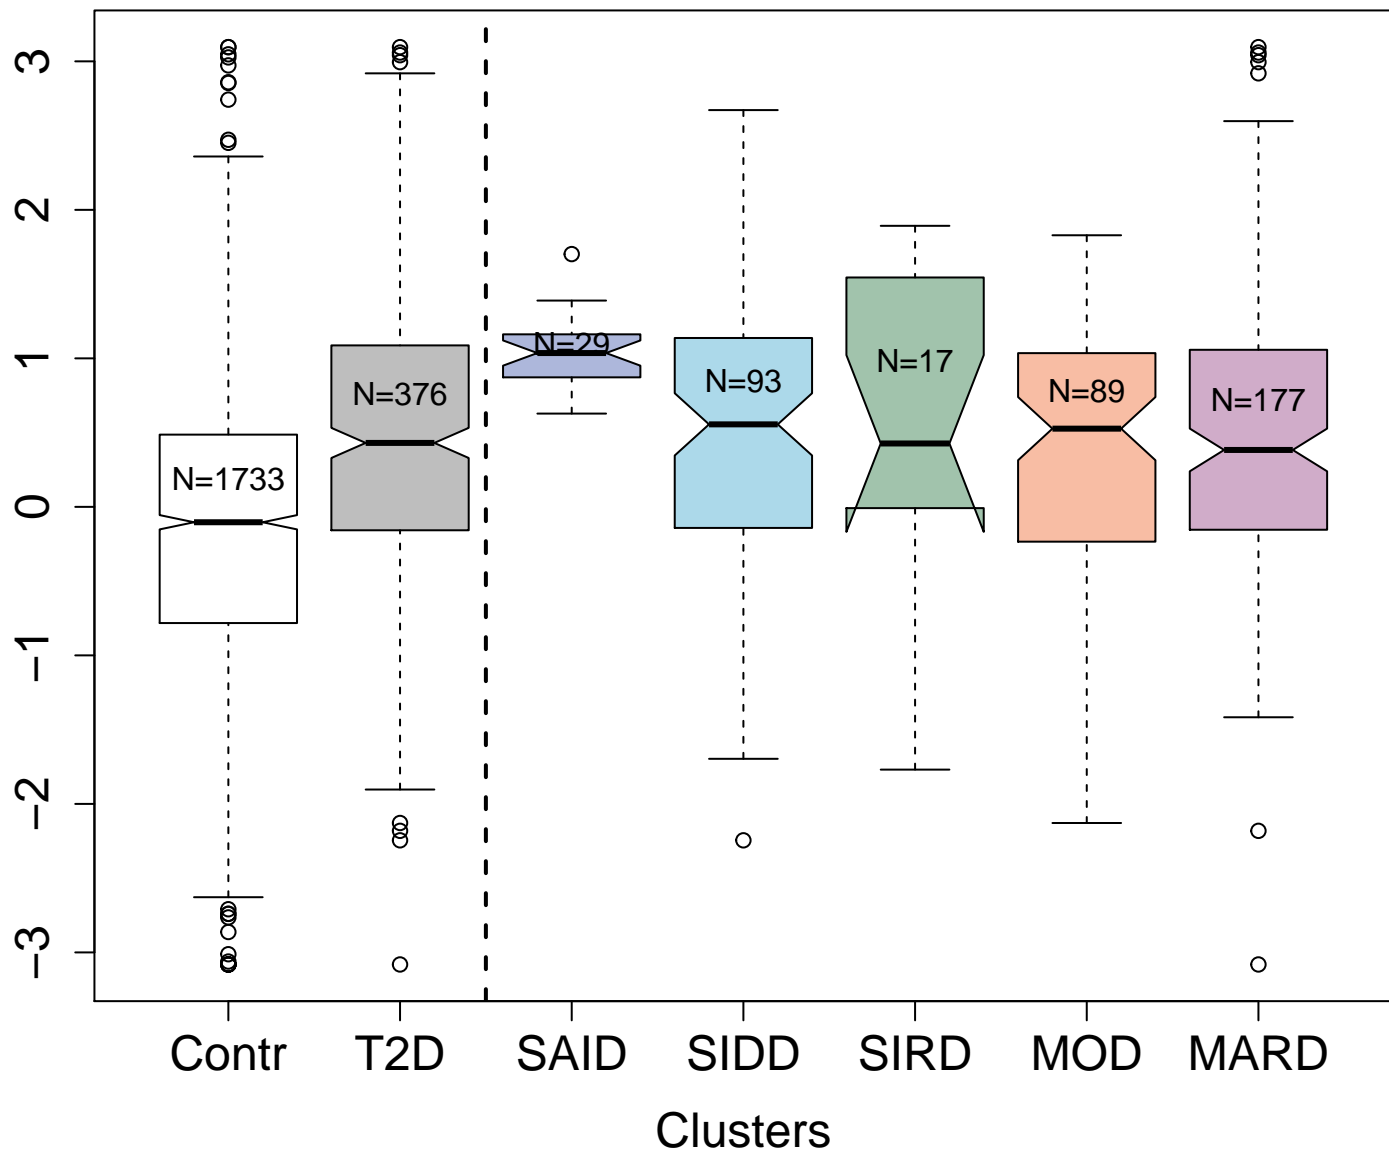 3
2
1
0
−1
−2
−3
N=1733
N=376
N=29
N=93
N=17
N=89
N=177
Contr T2D SAID SIDD SIRD MOD MARD
Clusters